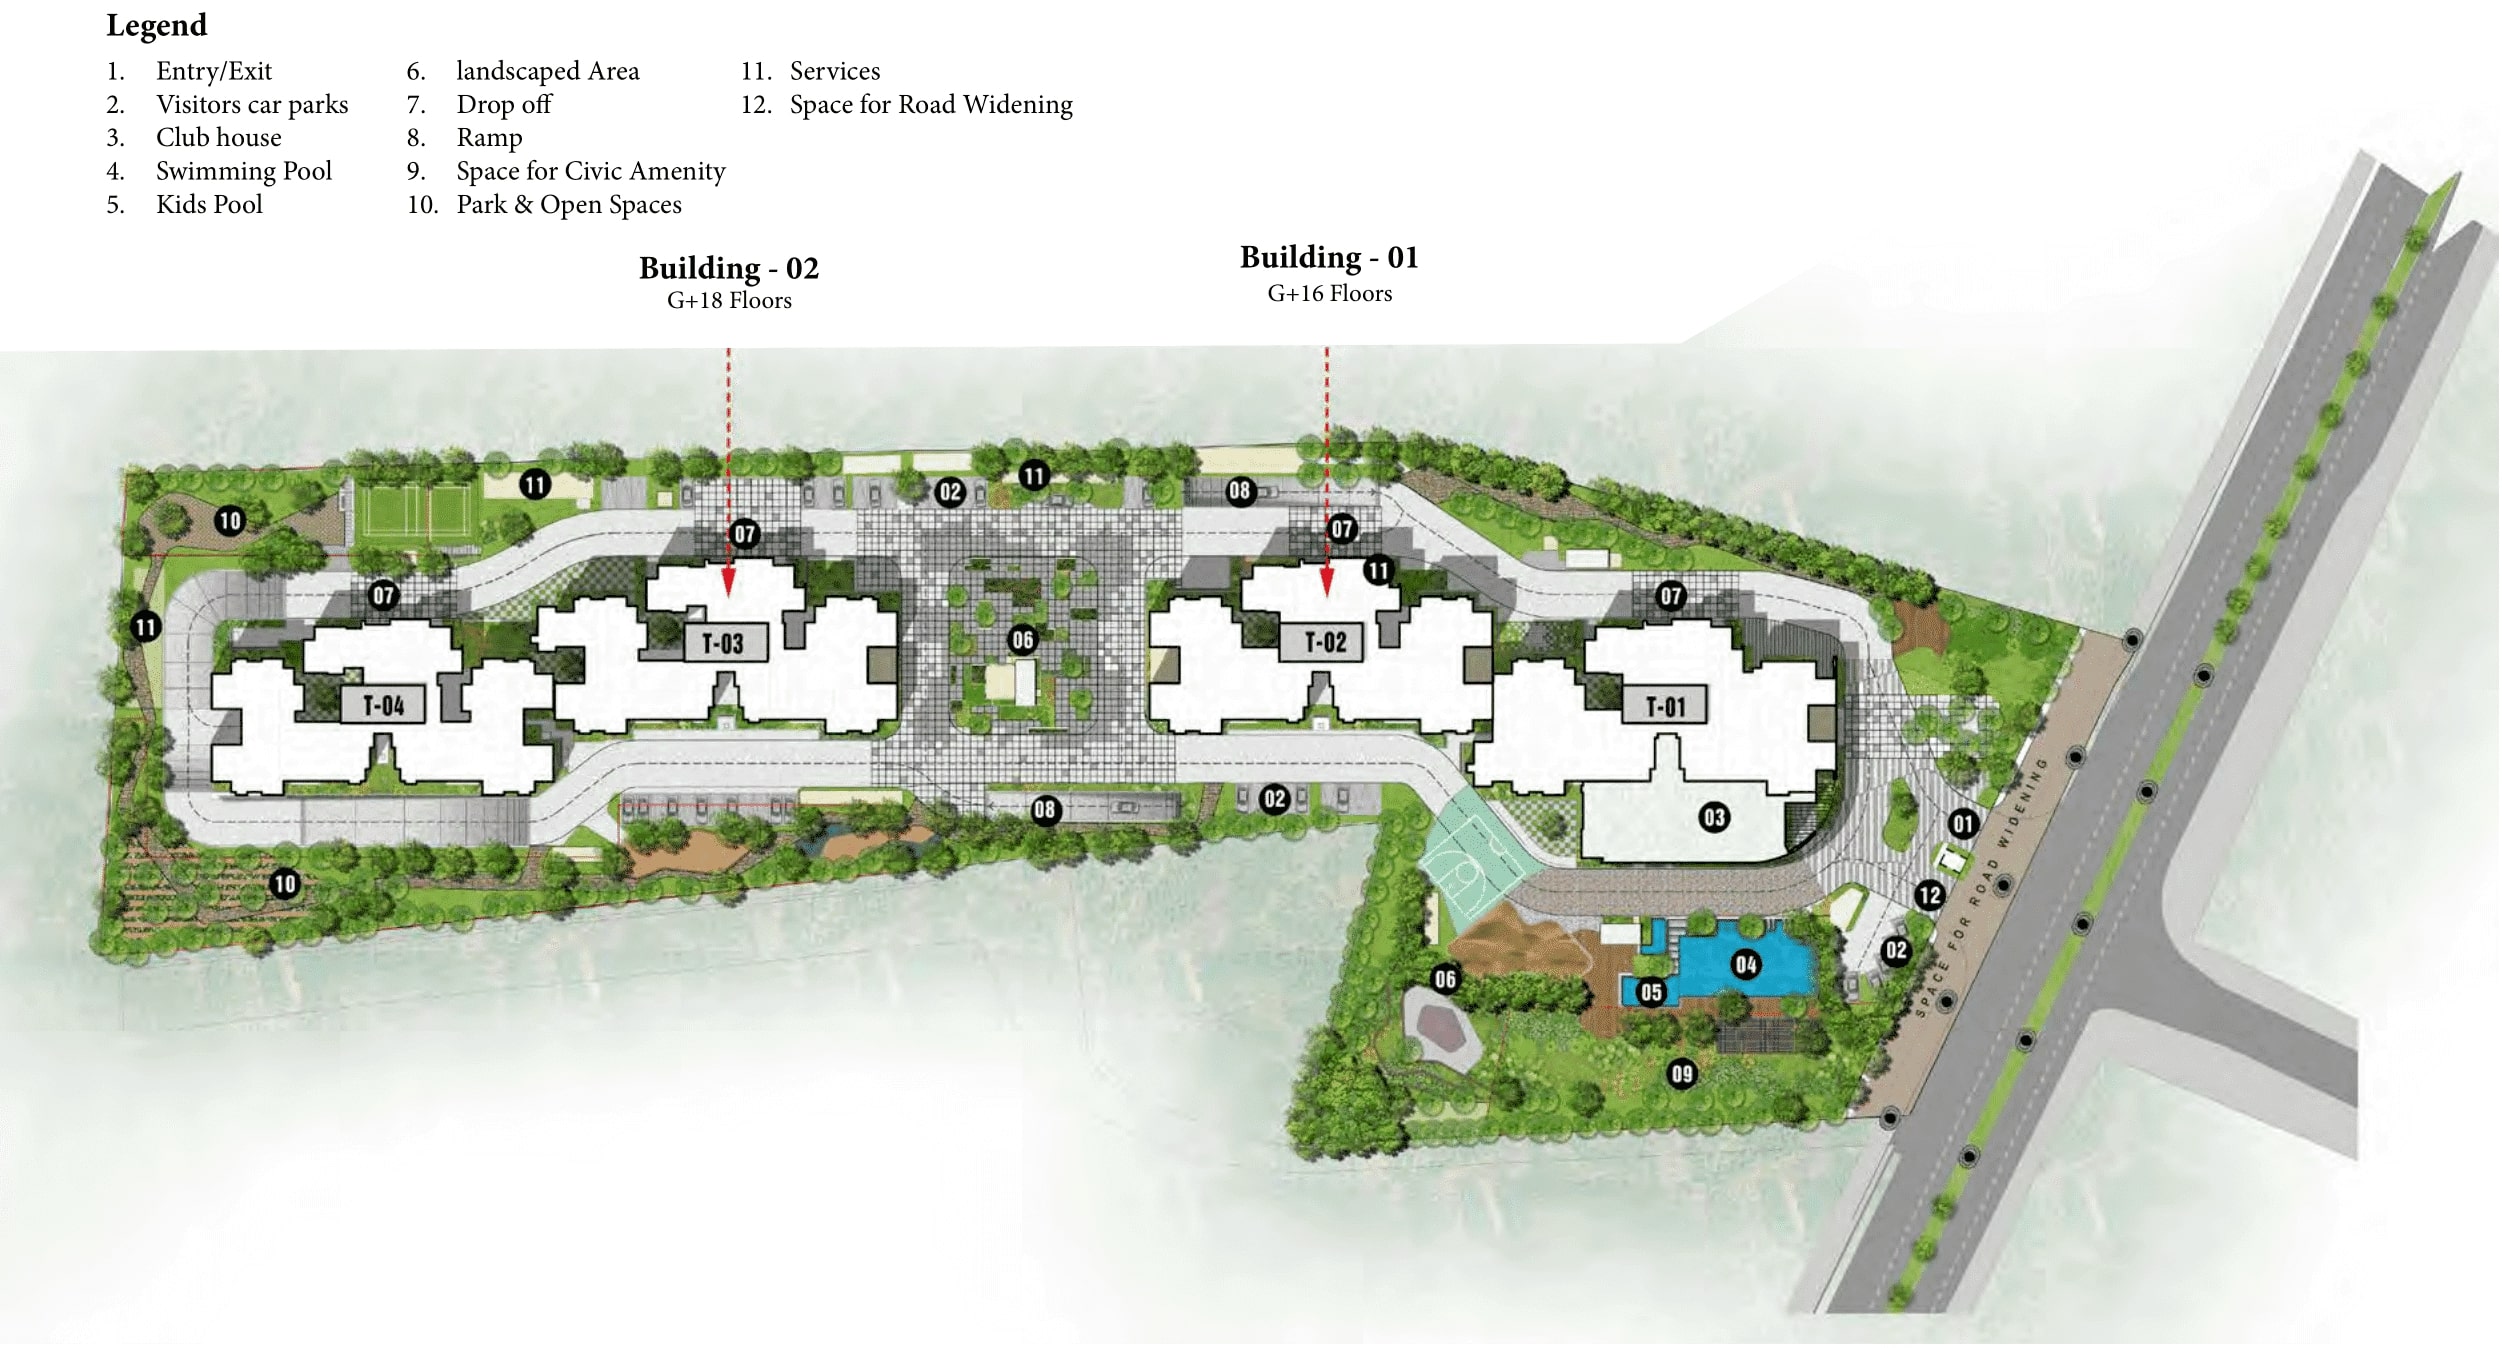 Legend
1. Entry/Exit
2. Visitors car parks
3. Club house
4. Swimming Pool
5. Kids Pool
6. landscaped Area
7. Drop off
8. Ramp
9. Space for Civic Amenity
10. Park & Open Spaces
11. Services
12. Space for Road Widening
Building - 02
G+18 Floors
Building - 01
G+16 Floors
11
11
02
08
10
07
07
11
07
07
11
06
T-03
T-02
T-04
T-01
02
08
03
01
10
12
02
04
06
05
09
SPACE FOR ROAD WIDENING